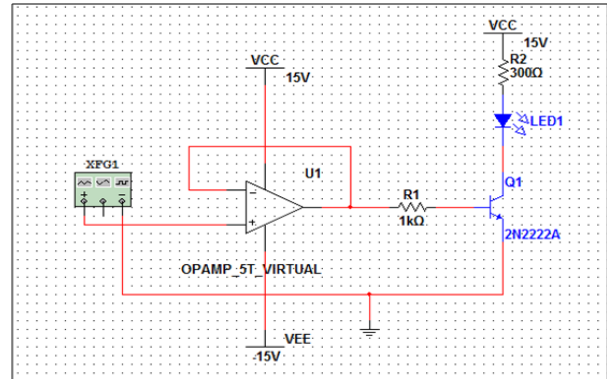 VCC
15V
R2
300Ω
LED1
VCC
15V
XFG1
U1
R1
1kΩ
Q1
2N2222A
OPAMP_5T_VIRTUAL
VEE
-15V